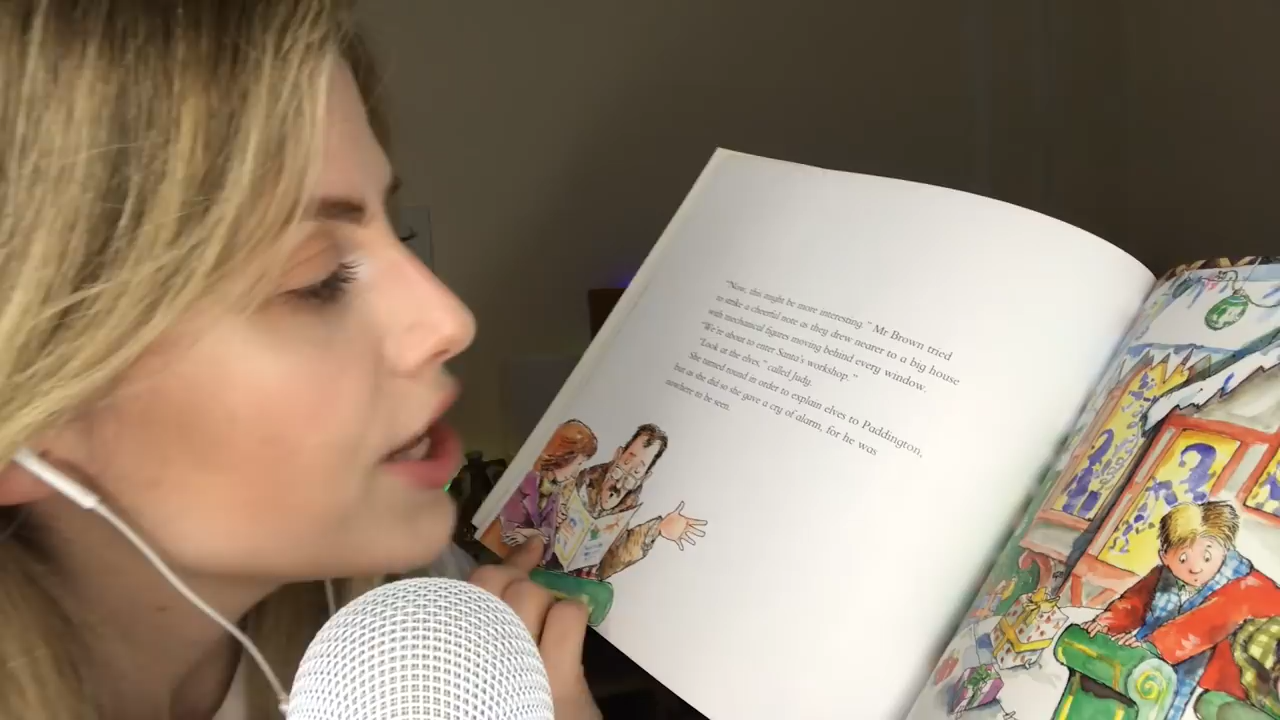 "Now, this might be more interesting." Mr Brown tried
to strike a cheerful note as they drew nearer to a big house
with mechanical figures moving behind every window.
"We're about to enter Santa's workshop."
"Look at the elves," called Judy.
She turned round in order to explain elves to Paddington,
but as she did so she gave a cry of alarm, for he was
nowhere to be seen.